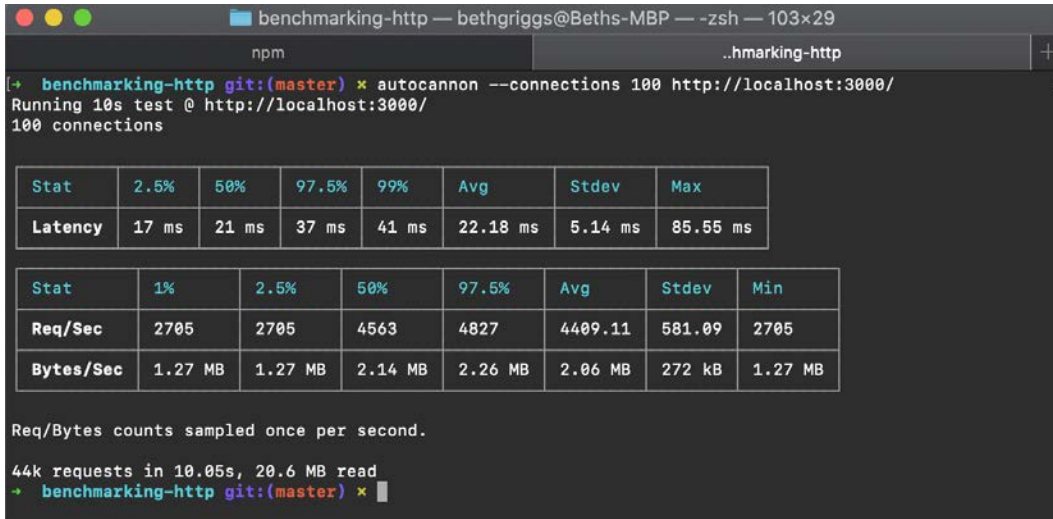 benchmarking-http — bethgriggs@Beths-MBP — -zsh — 103×29
npm ..hmarking-http +
[→ benchmarking-http git:(master) × autocannon --connections 100 http://localhost:3000/
Running 10s test @ http://localhost:3000/
100 connections
Stat 2.5% 50% 97.5% 99% Avg Stdev Max
Latency 17 ms 21 ms 37 ms 41 ms 22.18 ms 5.14 ms 85.55 ms
Stat 1% 2.5% 50% 97.5% Avg Stdev Min
Req/Sec 2705 2705 4563 4827 4409.11 581.09 2705
Bytes/Sec 1.27 MB 1.27 MB 2.14 MB 2.26 MB 2.06 MB 272 kB 1.27 MB
Req/Bytes counts sampled once per second.
44k requests in 10.05s, 20.6 MB read
→ benchmarking-http git:(master) ×